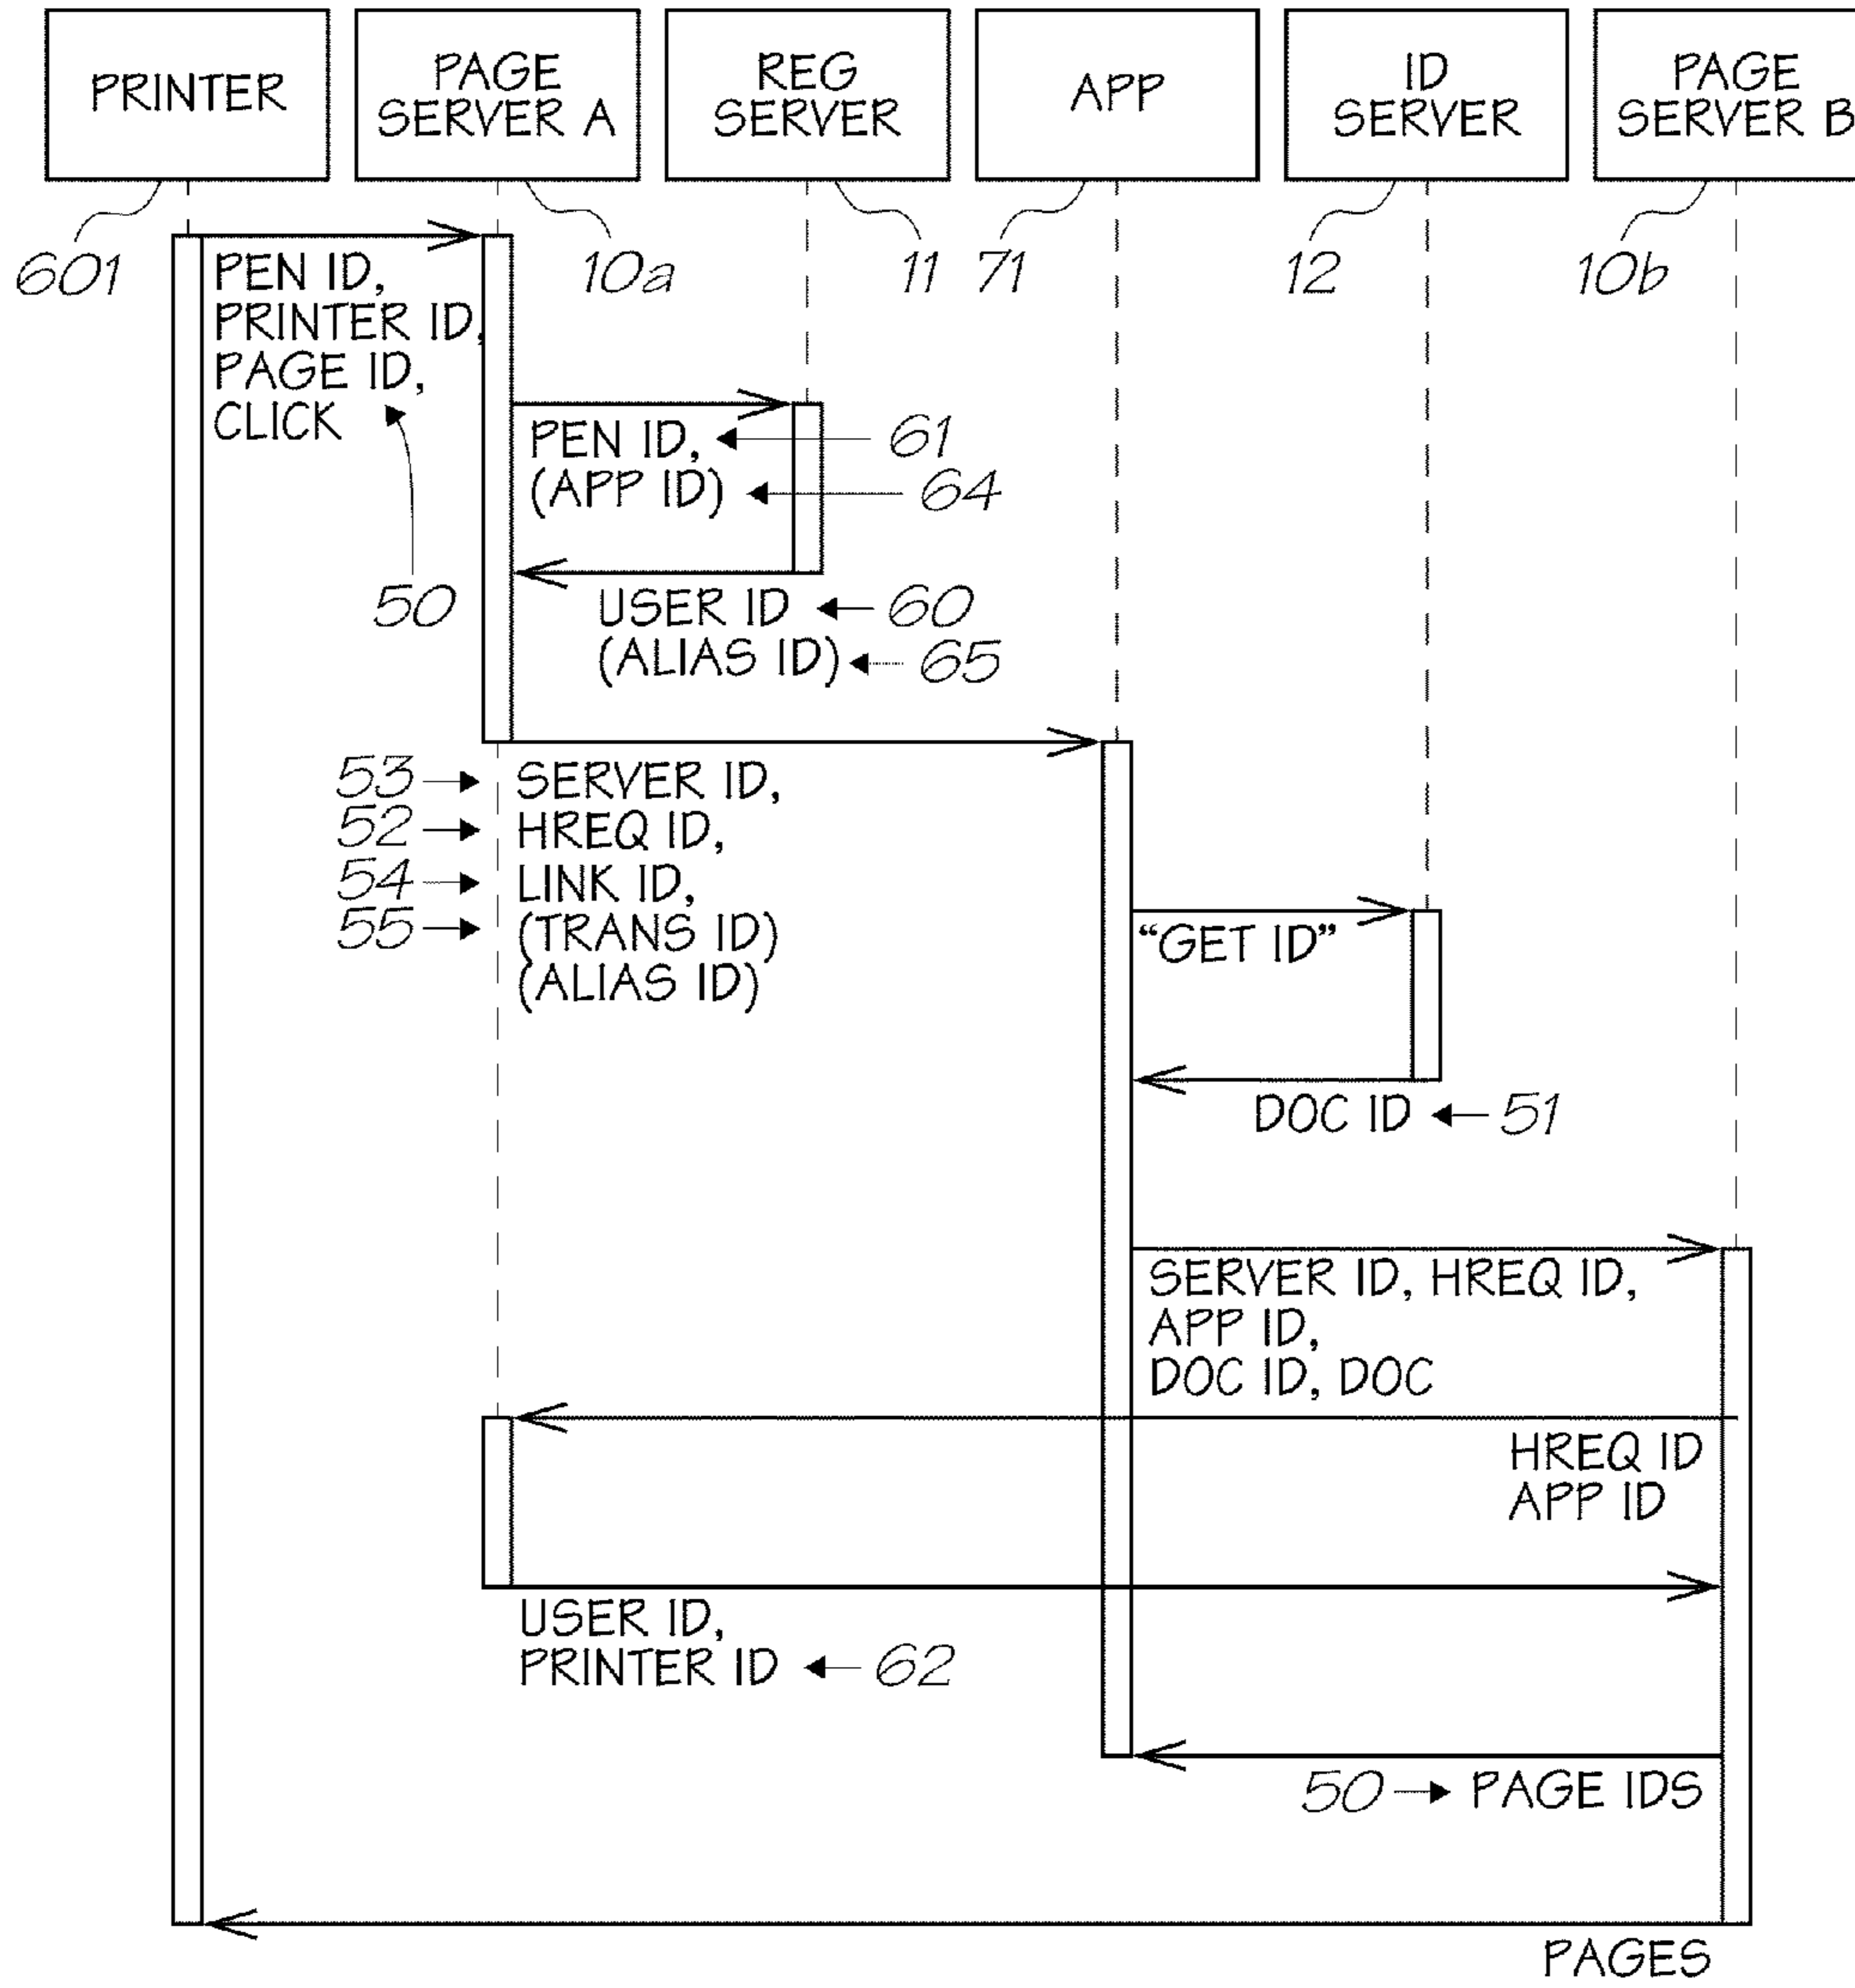 PRINTER
PAGE
SERVER A
REG
SERVER
APP
ID
SERVER
PAGE
SERVER B
601
10a
11
71
12
10b
PEN ID,
PRINTER ID,
PAGE ID,
CLICK
50
PEN ID,
(APP ID)
61
64
USER ID
(ALIAS ID)
60
65
53
52
54
55
SERVER ID,
HREQ ID,
LINK ID,
(TRANS ID)
(ALIAS ID)
“GET ID”
DOC ID
51
SERVER ID, HREQ ID,
APP ID,
DOC ID, DOC
HREQ ID
APP ID
USER ID,
PRINTER ID
62
50
PAGE IDS
PAGES